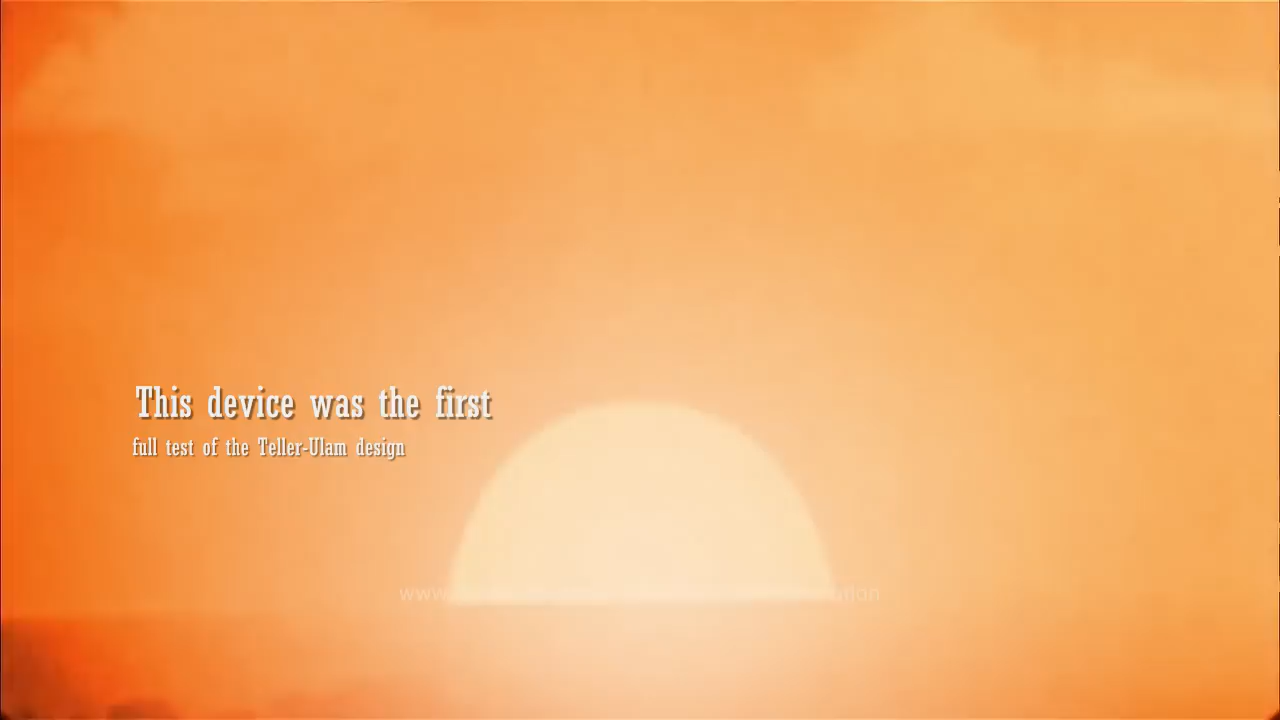 This device was the first
full test of the Teller-Ulam design